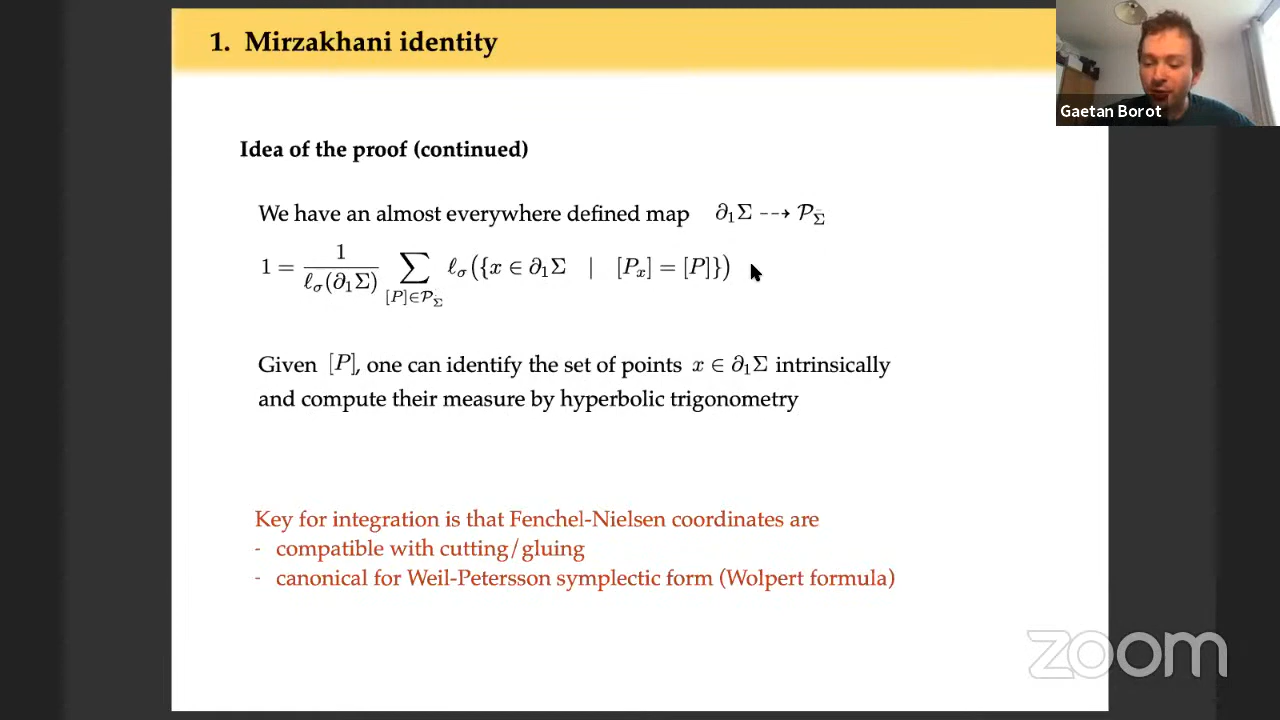 1. Mirzakhani identity
Gaetan Borot
Idea of the proof (continued)
We have an almost everywhere defined map ∂₁Σ ⇢ 𝒫_Σ
1 = 1/ℓ_σ(∂₁Σ) ∑_{[P]∈𝒫_Σ} ℓ_σ({x ∈ ∂₁Σ | [P_x] = [P]})
Given [P], one can identify the set of points x ∈ ∂₁Σ intrinsically
and compute their measure by hyperbolic trigonometry
Key for integration is that Fenchel-Nielsen coordinates are
- compatible with cutting/gluing
- canonical for Weil-Petersson symplectic form (Wolpert formula)
zoom